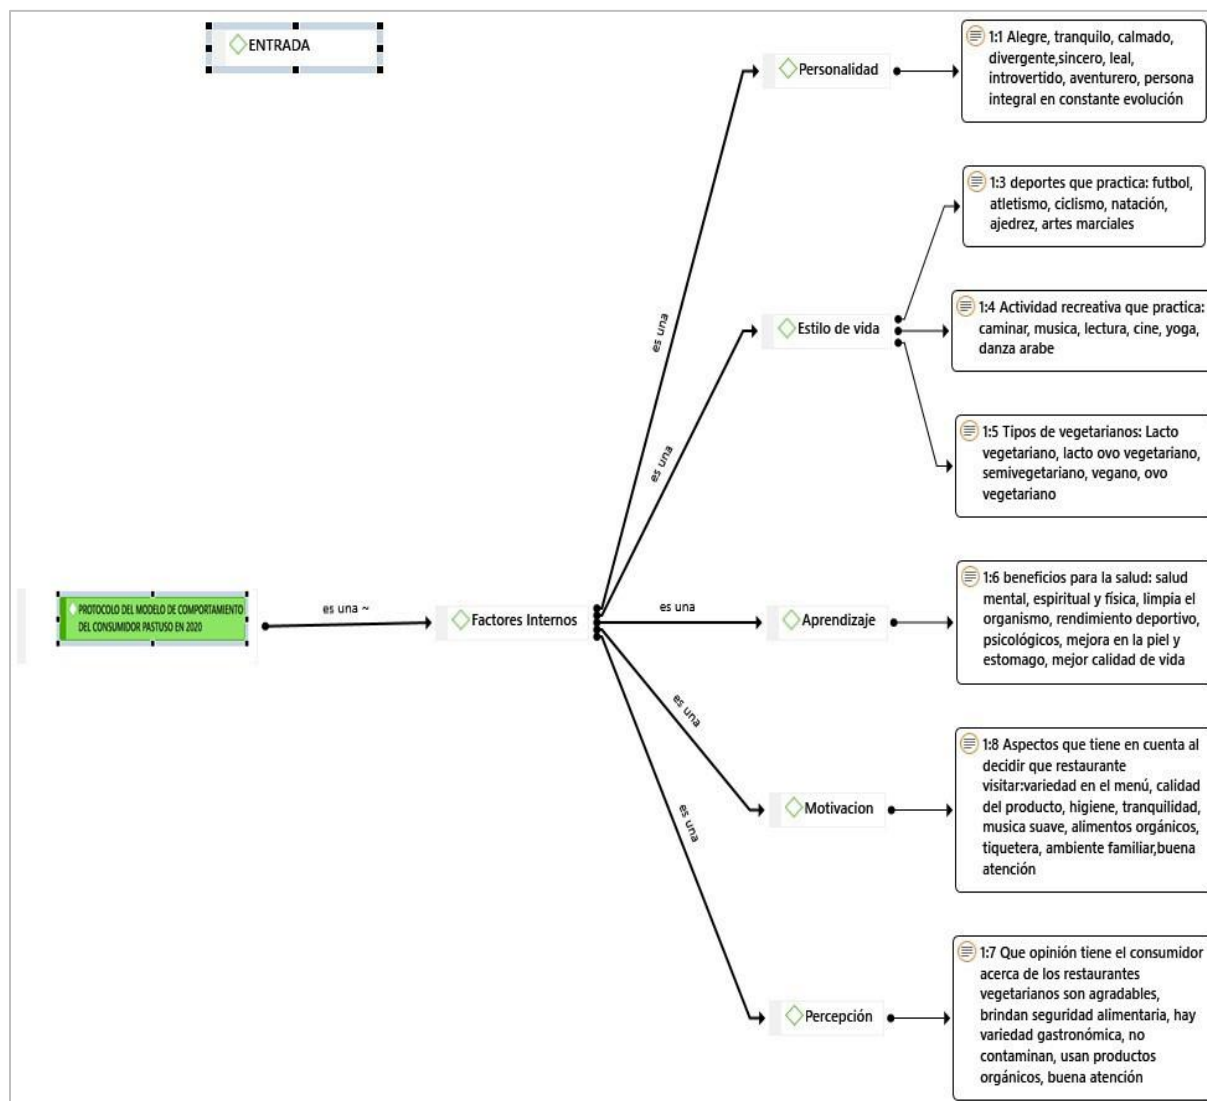 ENTRADA
Personalidad
1:1 Alegre, tranquilo, calmado,
divergente,sincero, leal,
introvertido, aventurero, persona
integral en constante evolución
1:3 deportes que practica: futbol,
atletismo, ciclismo, natación,
ajedrez, artes marciales
es una
Estilo de vida
1:4 Actividad recreativa que practica:
caminar, musica, lectura, cine, yoga,
danza arabe
es una
1:5 Tipos de vegetarianos: Lacto
vegetariano, lacto ovo vegetariano,
semivegetariano, vegano, ovo
vegetariano
PROTOCOLO DEL MODELO DE COMPORTAMIENTO
DEL CONSUMIDOR PASTUSO EN 2020
es una ~
Factores Internos
es una
Aprendizaje
1:6 beneficios para la salud: salud
mental, espiritual y física, limpia el
organismo, rendimiento deportivo,
psicológicos, mejora en la piel y
estomago, mejor calidad de vida
es una
Motivacion
1:8 Aspectos que tiene en cuenta al
decidir que restaurante
visitar:variedad en el menú, calidad
del producto, higiene, tranquilidad,
musica suave, alimentos orgánicos,
tiquetera, ambiente familiar,buena
atención
es una
Percepción
1:7 Que opinión tiene el consumidor
acerca de los restaurantes
vegetarianos son agradables,
brindan seguridad alimentaria, hay
variedad gastronómica, no
contaminan, usan productos
orgánicos, buena atención